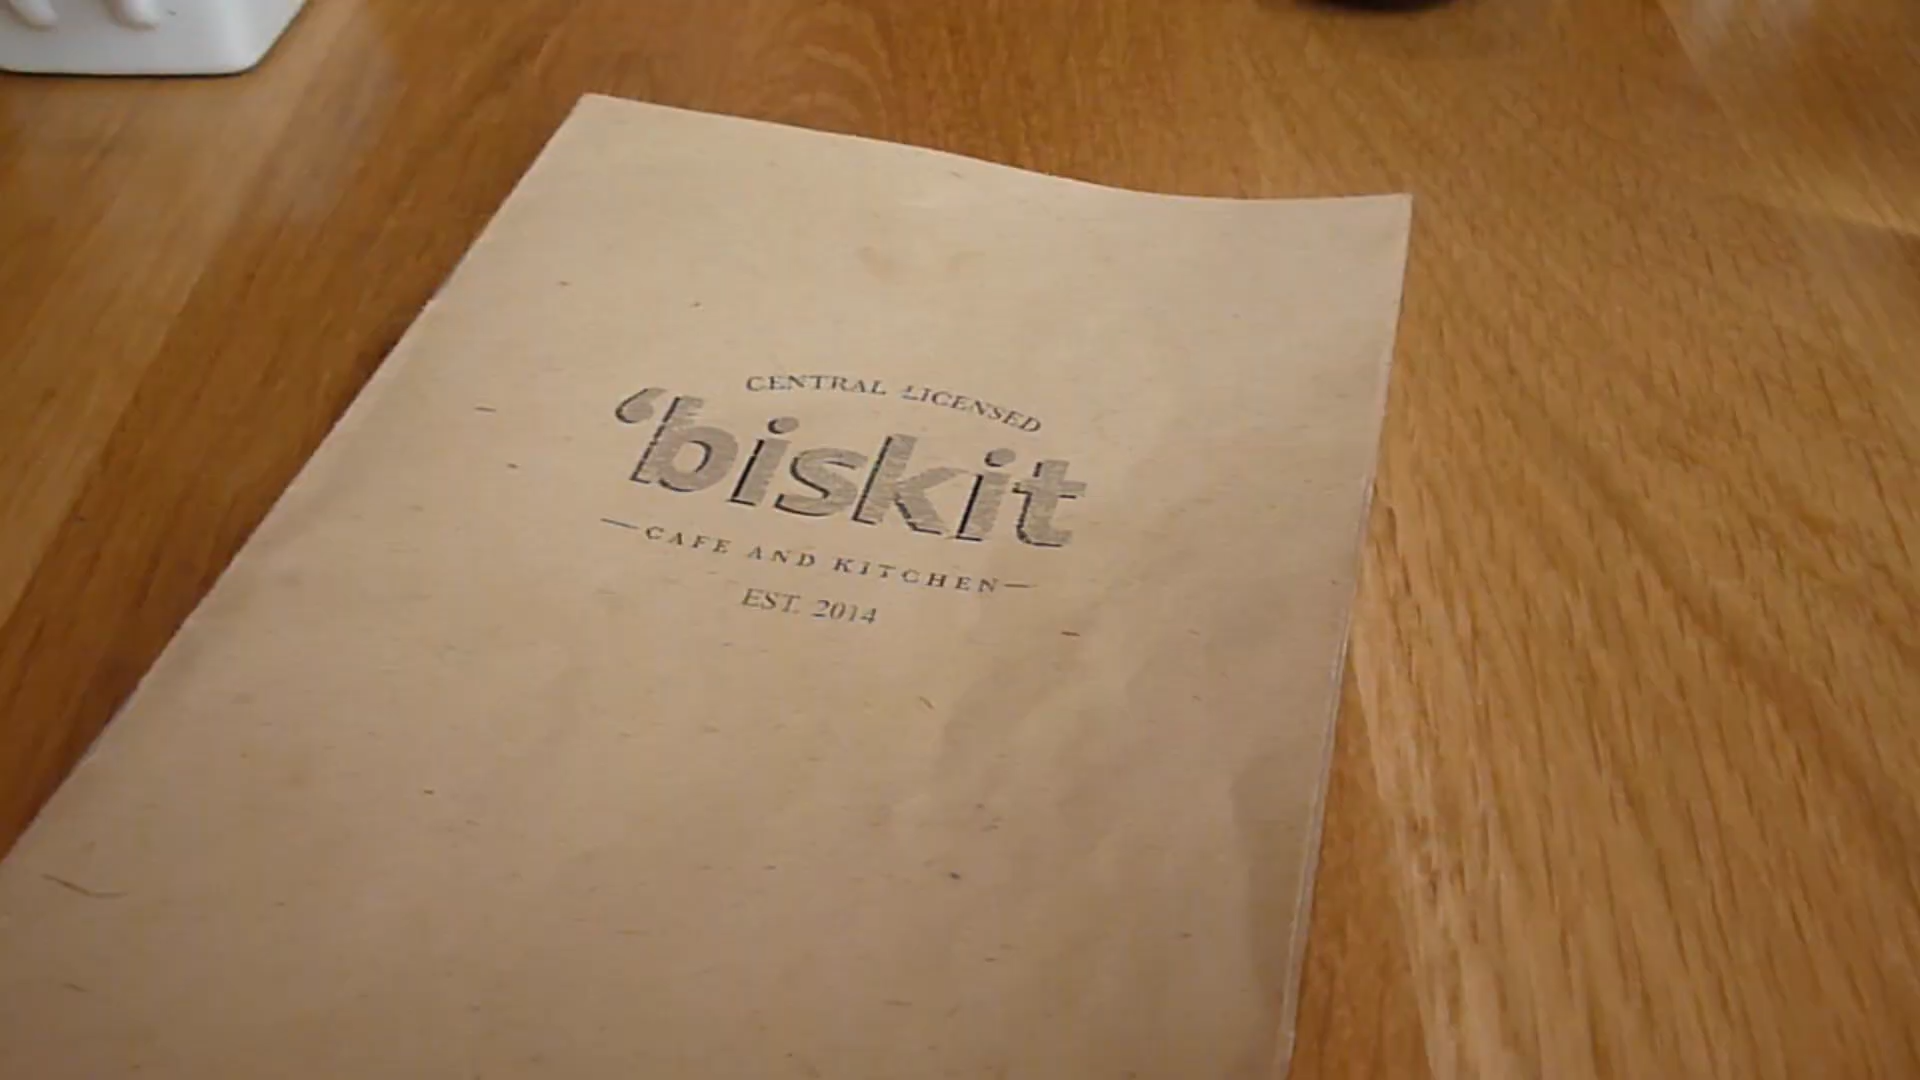 CENTRAL LICENSED
‘biskit
—CAFE AND KITCHEN—
EST. 2014